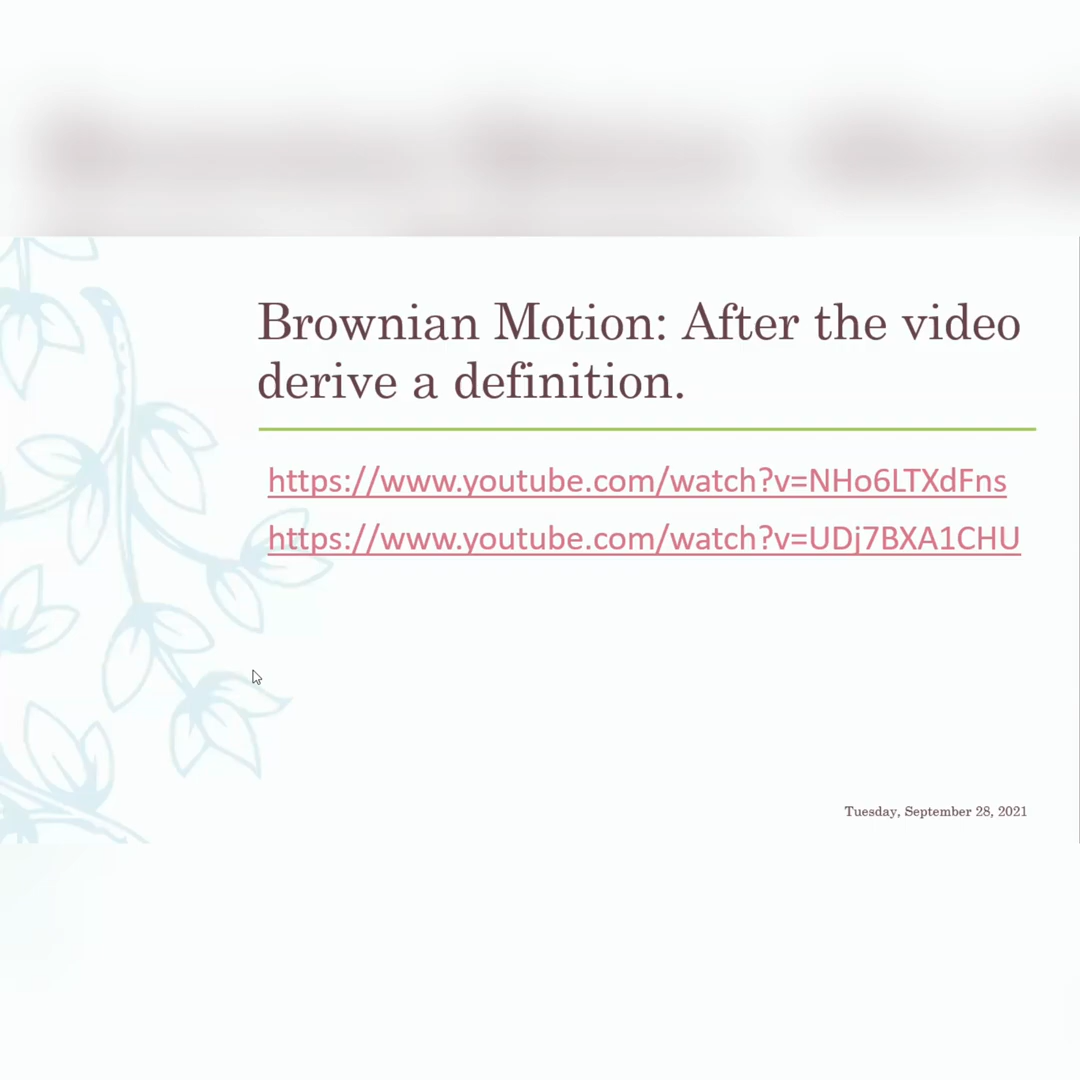 Brownian Motion: After the video
derive a definition.
https://www.youtube.com/watch?v=NHo6LTXdFns
https://www.youtube.com/watch?v=UDj7BXA1CHU
Tuesday, September 28, 2021